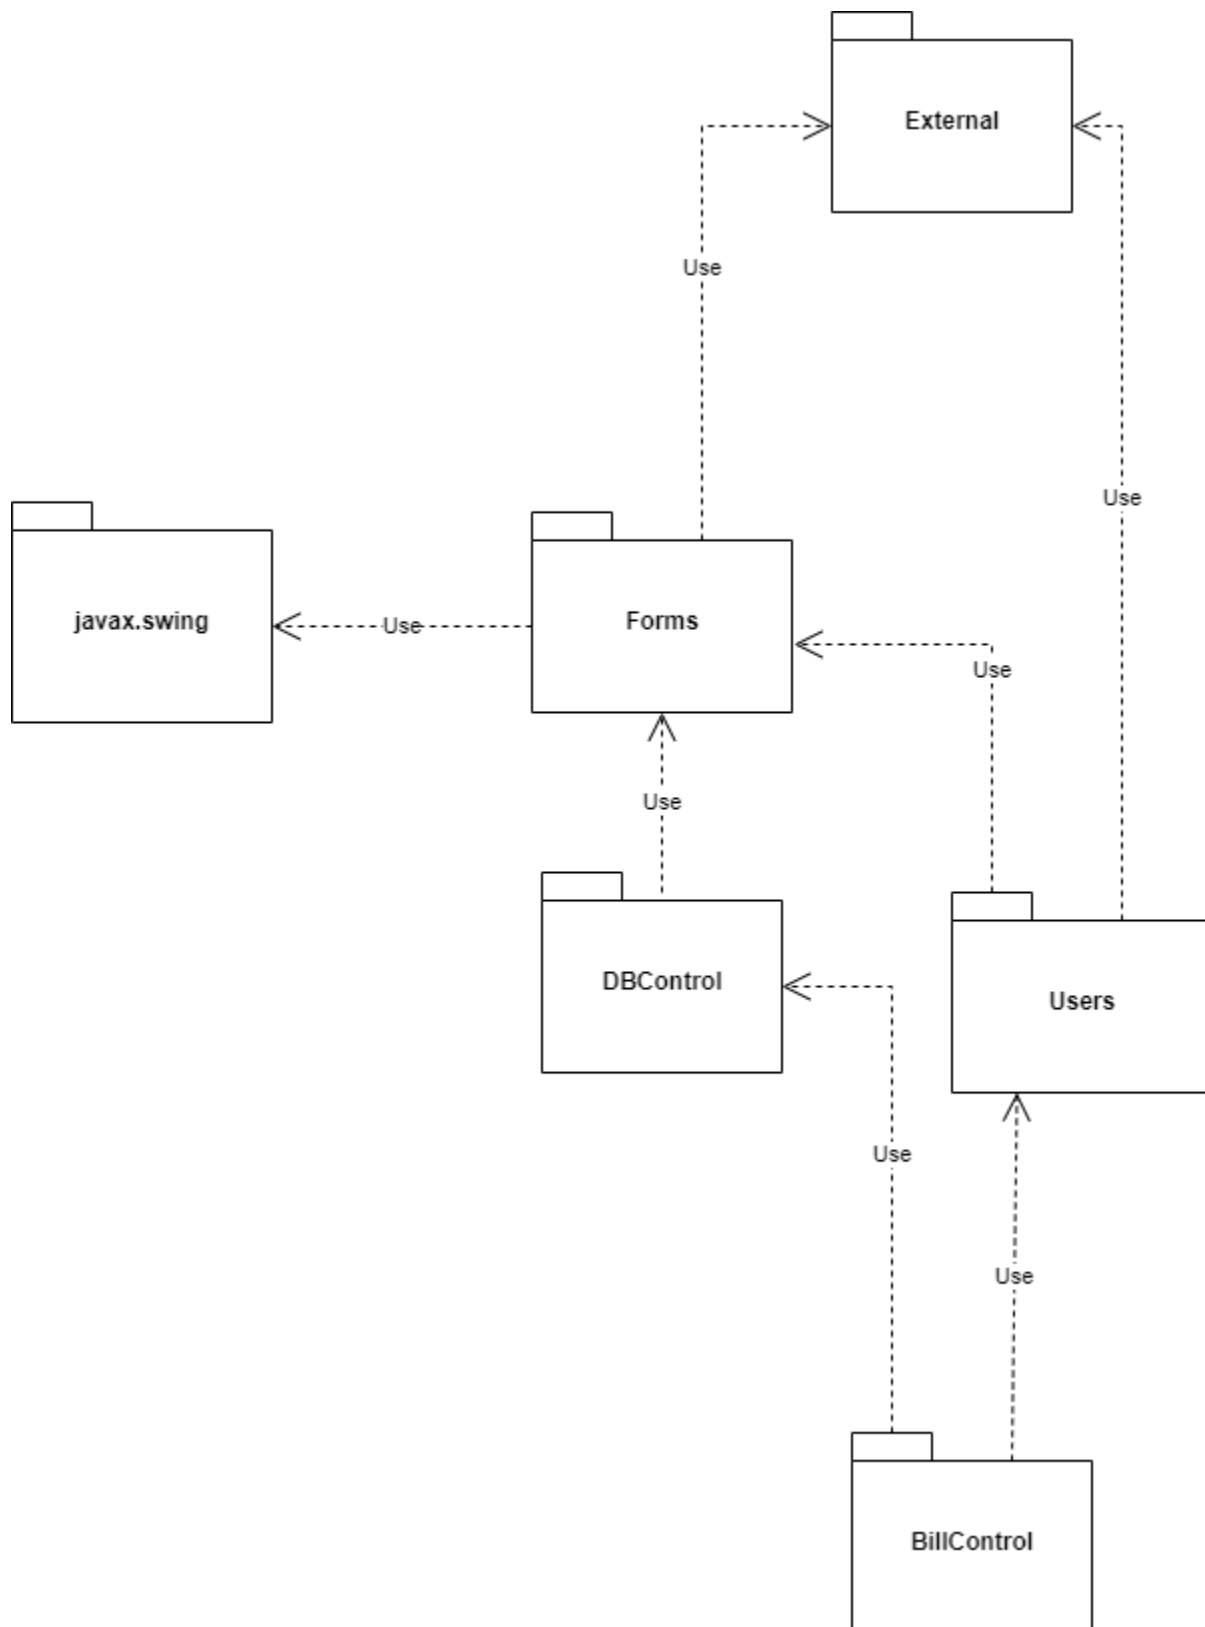 External
Use
Use
javax.swing
Use
Forms
Use
Use
DBControl
Users
Use
Use
BillControl